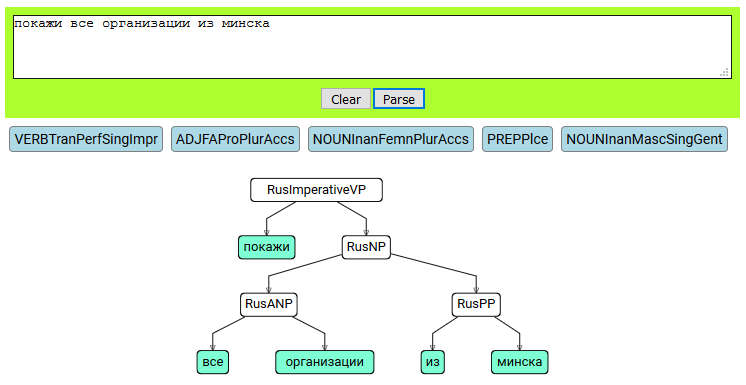 покажи все организации из минска
Clear Parse
VERBTranPerfSingImpr ADJFAProPlurAccs NOUNInanFemnPlurAccs PREPPlce NOUNInanMascSingGent
RusImperativeVP
покажи RusNP
RusANP RusPP
все организации из минска